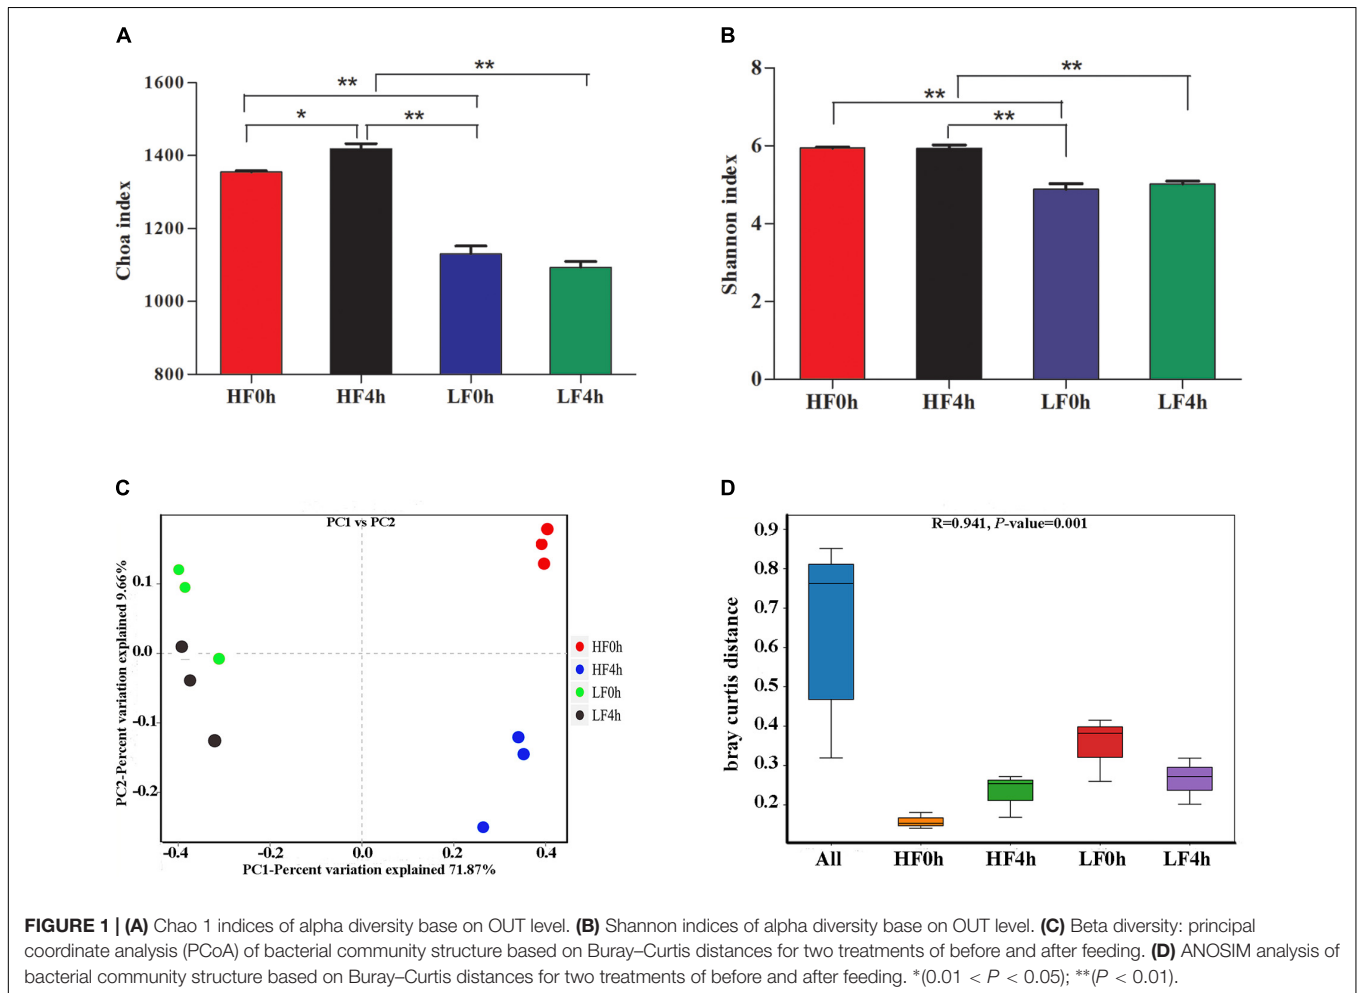 A
**
**
*
**
1600
1400
1200
1000
800
Choa index
HF0h HF4h LF0h LF4h
B
**
**
**
8
6
4
2
0
Shannon index
HF0h HF4h LF0h LF4h
C
PC1 vs PC2
0.1
0.0
-0.1
-0.2
PC2-Percent variation explained 9.66%
-0.4 -0.2 0.0 0.2 0.4
PC1-Percent variation explained 71.87%
HF0h
HF4h
LF0h
LF4h
D
R=0.941, P-value=0.001
0.9
0.8
0.7
0.6
0.5
0.4
0.3
0.2
bray curtis distance
All HF0h HF4h LF0h LF4h
FIGURE 1 | (A) Chao 1 indices of alpha diversity base on OUT level. (B) Shannon indices of alpha diversity base on OUT level. (C) Beta diversity: principal
coordinate analysis (PCoA) of bacterial community structure based on Buray–Curtis distances for two treatments of before and after feeding. (D) ANOSIM analysis of
bacterial community structure based on Buray–Curtis distances for two treatments of before and after feeding. *(0.01 < P < 0.05); **(P < 0.01).